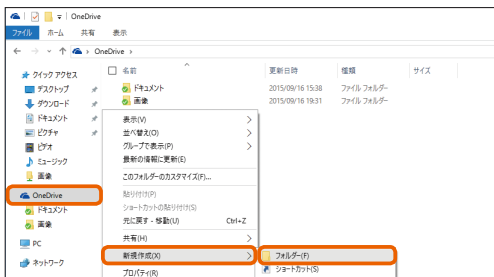 OneDrive
ファイル ホーム 共有 表示
OneDrive
名前 更新日時 種類 サイズ
クイック アクセス
デスクトップ
ダウンロード
ドキュメント
ピクチャ
ビデオ
ミュージック
画像
OneDrive
ドキュメント
画像
PC
ネットワーク
ドキュメント 2015/09/16 15:38 ファイル フォルダー
画像 2015/09/16 19:31 ファイル フォルダー
表示(V)
並べ替え(O)
グループで表示(P)
最新の情報に更新(E)
このフォルダーのカスタマイズ(F)...
貼り付け(P)
ショートカットの貼り付け(S)
元に戻す - 移動(U) Ctrl+Z
共有(H)
新規作成(X)
プロパティ(R)
フォルダー(F)
ショートカット(S)